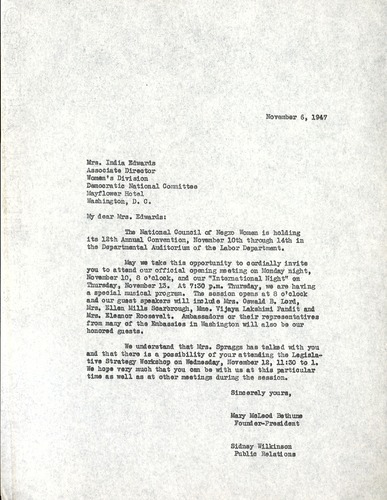 November 6, 1947
Mrs. India Edwards
Associate Director
Women's Division
Democratic National Committee
Mayflower Hotel
Washington, D. C.
My dear Mrs. Edwards:
The National Council of Negro Women is holding
its 12th Annual Convention, November 10th through 14th in
the Departmental Auditorium of the Labor Department.
May we take this opportunity to cordially invite
you to attend our official opening meeting on Monday night,
November 10, 8 o'clock, and our "International Night" on
Thursday, November 13. At 7:30 p.m. Thursday, we are having
a special musical program. The session opens at 8 o'clock
and our guest speakers will include Mrs. Oswald B. Lord,
Mrs. Ellen Mills Scarbrough, Mme. Vijaya Lakshimi Pandit and
Mrs. Eleanor Roosevelt. Ambassadors or their representatives
from many of the Embassies in Washington will also be our
honored guests.
We understand that Mrs. Spraggs has talked with you
and that there is a possibility of your attending the Legisla-
tive Strategy Workshop on Wednesday, November 12, 11:30 to 1.
We hope very much that you can be with us at this particular
time as well as at other meetings during the session.
Sincerely yours,
Mary McLeod Bethune
Founder-President
Sidney Wilkinson
Public Relations